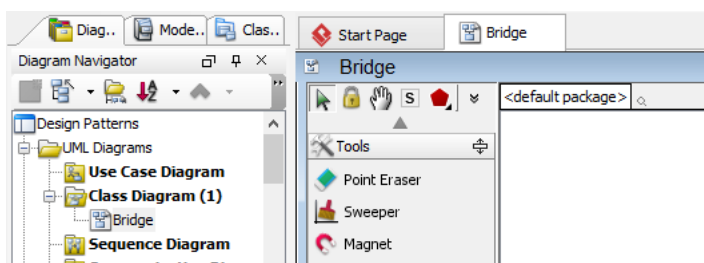 Diag..
Mode..
Clas..
Start Page
Bridge
Diagram Navigator
Bridge
<default package>
Design Patterns
UML Diagrams
Use Case Diagram
Class Diagram (1)
Bridge
Sequence Diagram
Tools
Point Eraser
Sweeper
Magnet